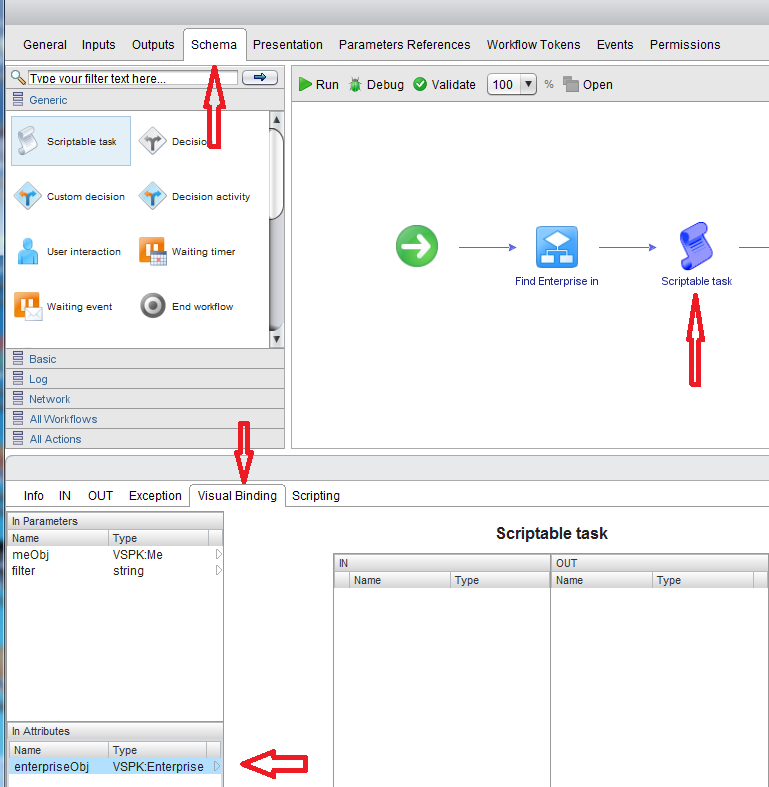 General Inputs Outputs Schema Presentation Parameters References Workflow Tokens Events Permissions
Type your filter text here...
Generic
Scriptable task Decision
Custom decision Decision activity
User interaction Waiting timer
Waiting event End workflow
Basic
Log
Network
All Workflows
All Actions
Run Debug Validate 100 % Open
Find Enterprise in Scriptable task
Info IN OUT Exception Visual Binding Scripting
In Parameters
Name Type
meObj VSPK:Me
filter string
In Attributes
Name Type
enterpriseObj VSPK:Enterprise
Scriptable task
IN OUT
Name Type Name Type